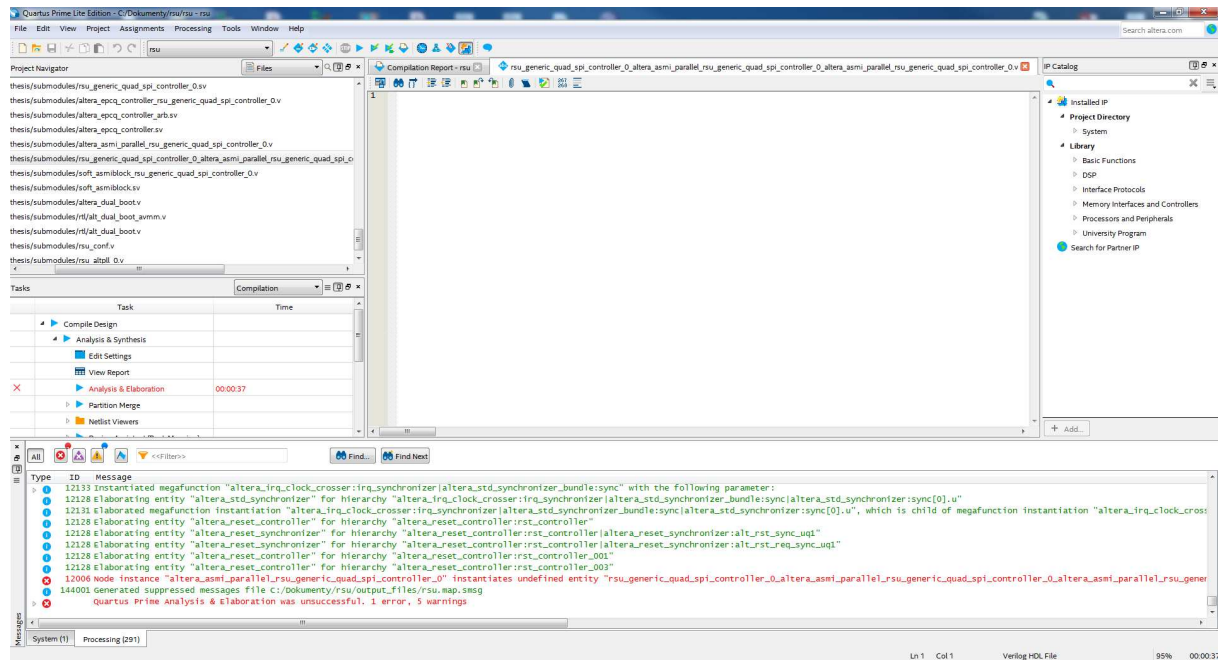 Quartus Prime Lite Edition - C:/Dokumenty/rsu/rsu - rsu
File Edit View Project Assignments Processing Tools Window Help
Search altera.com
rsu
Project Navigator
Files
thesis/submodules/rsu_generic_quad_spi_controller_0.sv
thesis/submodules/altera_epcq_controller_rsu_generic_quad_spi_controller_0.v
thesis/submodules/altera_epcq_controller_arb.sv
thesis/submodules/altera_epcq_controller.sv
thesis/submodules/altera_asmi_parallel_rsu_generic_quad_spi_controller_0.v
thesis/submodules/rsu_generic_quad_spi_controller_0_altera_asmi_parallel_rsu_generic_quad_spi_co
thesis/submodules/soft_asmiblock_rsu_generic_quad_spi_controller_0.v
thesis/submodules/soft_asmiblock.sv
thesis/submodules/altera_dual_boot.v
thesis/submodules/rtl/alt_dual_boot_avmm.v
thesis/submodules/rtl/alt_dual_boot.v
thesis/submodules/rsu_conf.v
thesis/submodules/rsu_altpll_0.v
Tasks
Compilation
Task Time
Compile Design
Analysis & Synthesis
Edit Settings
View Report
Analysis & Elaboration 00:00:37
Partition Merge
Netlist Viewers
Compilation Report - rsu
rsu_generic_quad_spi_controller_0_altera_asmi_parallel_rsu_generic_quad_spi_controller_0_altera_asmi_parallel_rsu_generic_quad_spi_controller_0.v
267
268
1
IP Catalog
Installed IP
Project Directory
System
Library
Basic Functions
DSP
Interface Protocols
Memory Interfaces and Controllers
Processors and Peripherals
University Program
Search for Partner IP
+ Add...
All
<<Filter>>
Find...
Find Next
Type ID Message
12133 Instantiated megafunction "altera_irq_clock_crosser:irq_synchronizer|altera_std_synchronizer_bundle:sync" with the following parameter:
12128 Elaborating entity "altera_std_synchronizer" for hierarchy "altera_irq_clock_crosser:irq_synchronizer|altera_std_synchronizer_bundle:sync|altera_std_synchronizer:sync[0].u"
12131 Elaborated megafunction instantiation "altera_irq_clock_crosser:irq_synchronizer|altera_std_synchronizer_bundle:sync|altera_std_synchronizer:sync[0].u", which is child of megafunction instantiation "altera_irq_clock_cross
12128 Elaborating entity "altera_reset_controller" for hierarchy "altera_reset_controller:rst_controller"
12128 Elaborating entity "altera_reset_synchronizer" for hierarchy "altera_reset_controller:rst_controller|altera_reset_synchronizer:alt_rst_sync_uq1"
12128 Elaborating entity "altera_reset_synchronizer" for hierarchy "altera_reset_controller:rst_controller|altera_reset_synchronizer:alt_rst_req_sync_uq1"
12128 Elaborating entity "altera_reset_controller" for hierarchy "altera_reset_controller:rst_controller_001"
12128 Elaborating entity "altera_reset_controller" for hierarchy "altera_reset_controller:rst_controller_003"
12006 Node instance "altera_asmi_parallel_rsu_generic_quad_spi_controller_0" instantiates undefined entity "rsu_generic_quad_spi_controller_0_altera_asmi_parallel_rsu_generic_quad_spi_controller_0_altera_asmi_parallel_rsu_gener
144001 Generated suppressed messages file C:/Dokumenty/rsu/output_files/rsu.map.smsg
Quartus Prime Analysis & Elaboration was unsuccessful. 1 error, 5 warnings
Messages
System (1) Processing (291)
Ln 1 Col 1 Verilog HDL File 95% 00:00:37